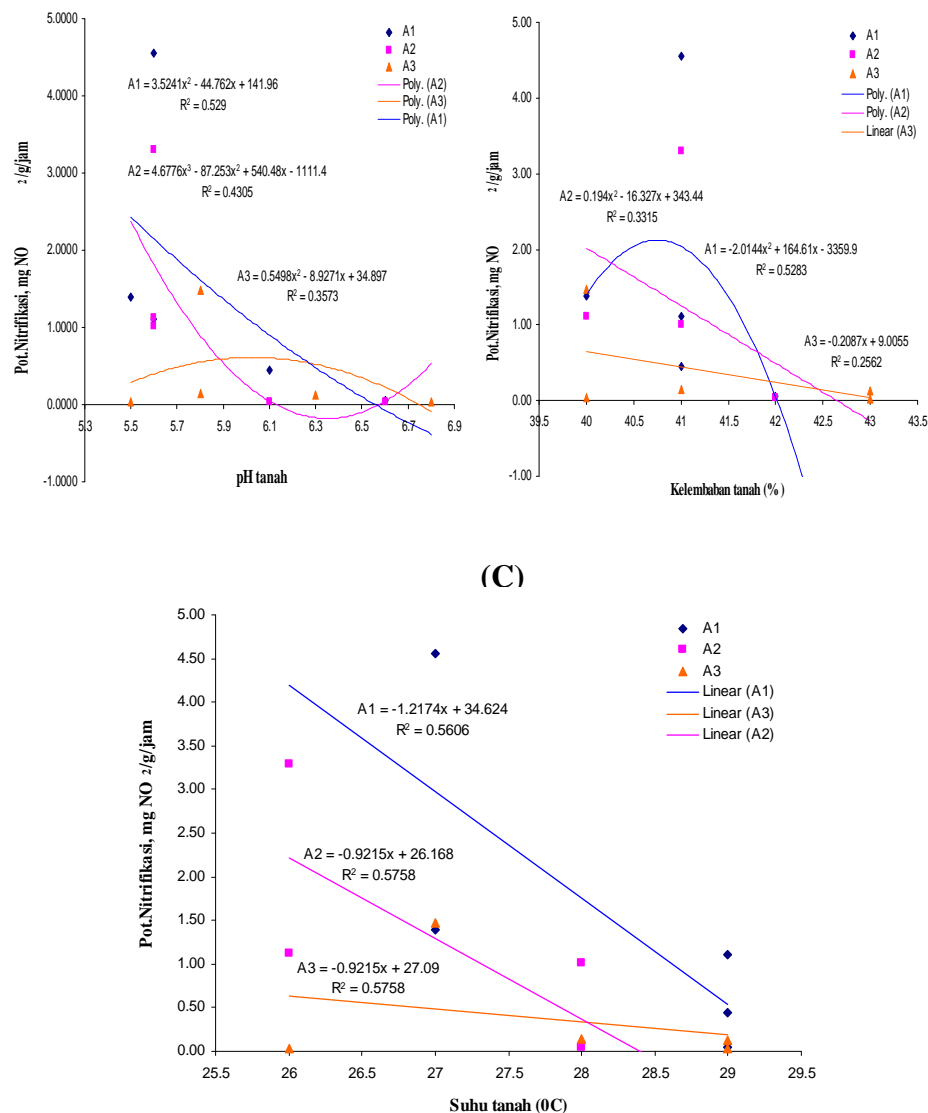 5.0000
4.0000
3.0000
2.0000
1.0000
0.0000
-1.0000
5.3
5.5
5.7
5.9
6.1
6.3
6.5
6.7
6.9
Pot.Nitrifikasi, mg NO 2/g/jam
pH tanah
A1
A2
A3
Poly. (A2)
Poly. (A3)
Poly. (A1)
A1 = 3.5241x² - 44.762x + 141.96
R² = 0.529
A2 = 4.6776x³ - 87.253x² + 540.48x - 1111.4
R² = 0.4305
A3 = 0.5498x² - 8.9271x + 34.897
R² = 0.3573
5.00
4.00
3.00
2.00
1.00
0.00
-1.00
39.5
40
40.5
41
41.5
42
42.5
43
43.5
Pot.Nitrifikasi, mg NO 2/g/jam
Kelembaban tanah (%)
A1
A2
A3
Poly. (A1)
Poly. (A2)
Linear (A3)
A2 = 0.194x² - 16.327x + 343.44
R² = 0.3315
A1 = -2.0144x² + 164.61x - 3359.9
R² = 0.5283
A3 = -0.2087x + 9.0055
R² = 0.2562
(C)
5.00
4.50
4.00
3.50
3.00
2.50
2.00
1.50
1.00
0.50
0.00
25.5
26
26.5
27
27.5
28
28.5
29
29.5
Pot.Nitrifikasi, mg NO 2/g/jam
Suhu tanah (0C)
A1
A2
A3
Linear (A1)
Linear (A3)
Linear (A2)
A1 = -1.2174x + 34.624
R² = 0.5606
A2 = -0.9215x + 26.168
R² = 0.5758
A3 = -0.9215x + 27.09
R² = 0.5758